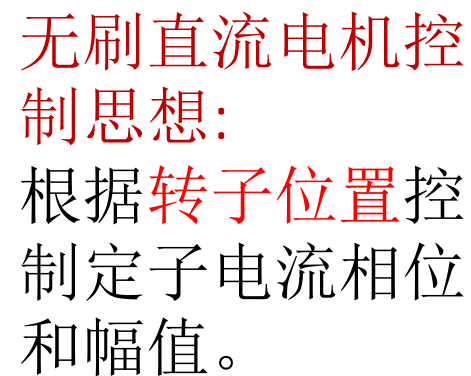 无刷直流电机控
制思想:
根据转子位置控
制定子电流相位
和幅值。